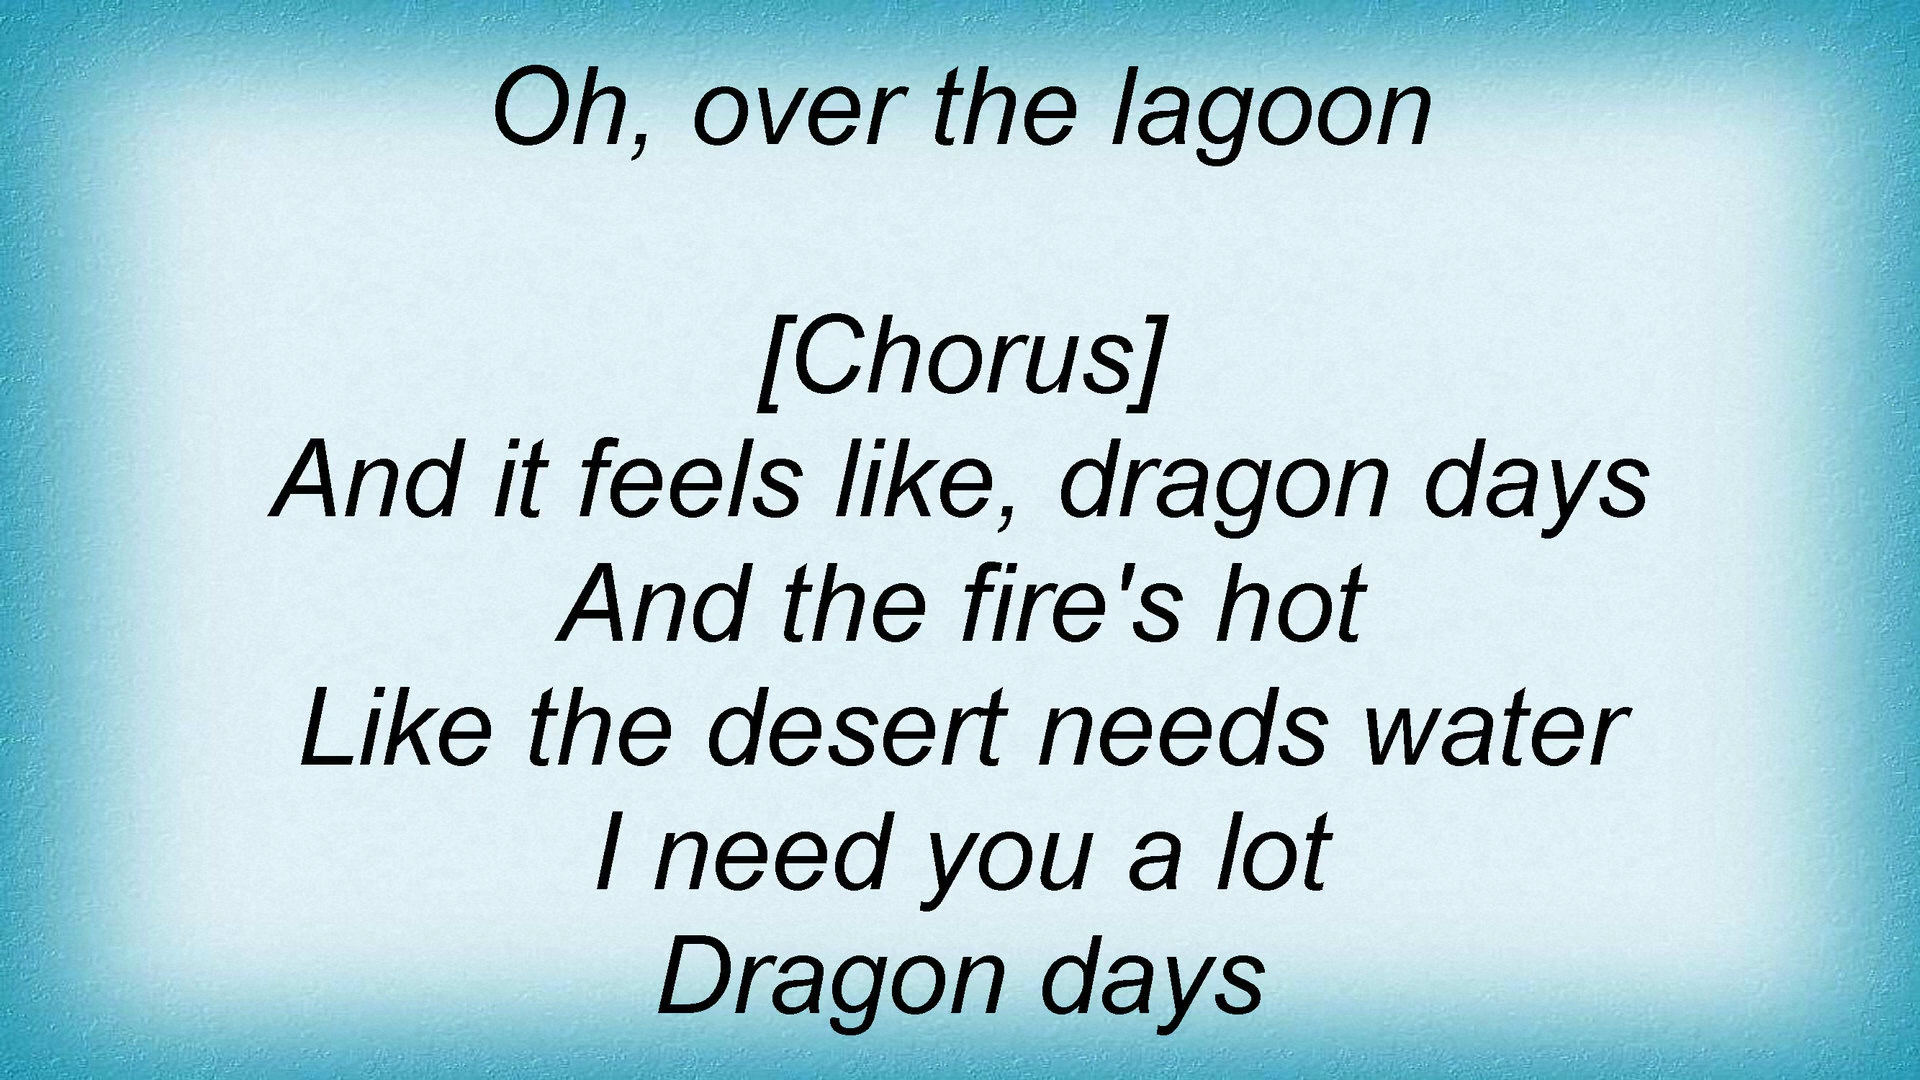 Oh, over the lagoon
[Chorus]
And it feels like, dragon days
And the fire's hot
Like the desert needs water
I need you a lot
Dragon days